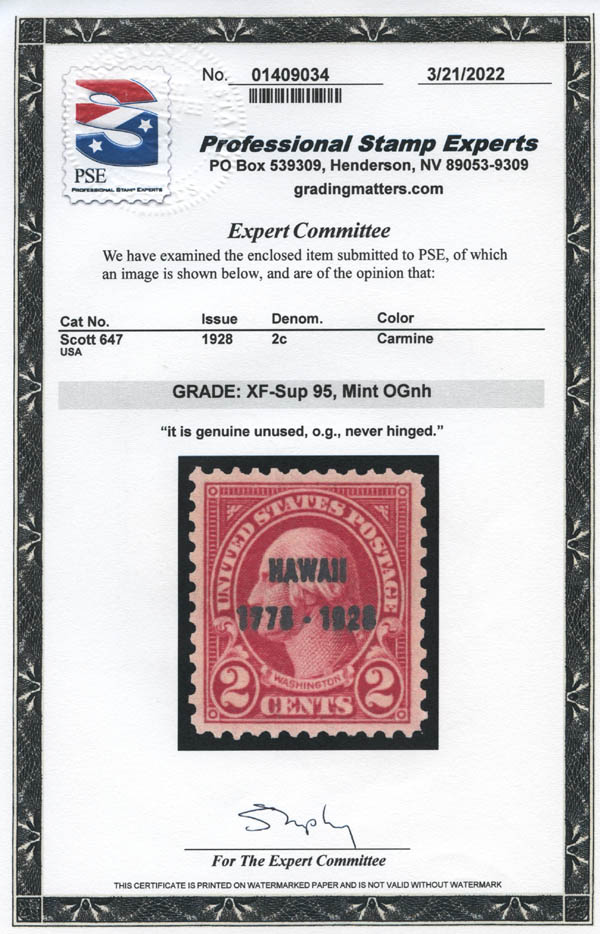 No. 01409034 3/21/2022
PSE
PROFESSIONAL STAMP EXPERTS
Professional Stamp Experts
PO Box 539309, Henderson, NV 89053-9309
gradingmatters.com
Expert Committee
We have examined the enclosed item submitted to PSE, of which
an image is shown below, and are of the opinion that:
Cat No. Issue Denom. Color
Scott 647 1928 2c Carmine
USA
GRADE: XF-Sup 95, Mint OGnh
“it is genuine unused, o.g., never hinged.”
UNITED STATES POSTAGE
HAWAII
1778 - 1928
WASHINGTON
2 CENTS 2
For The Expert Committee
THIS CERTIFICATE IS PRINTED ON WATERMARKED PAPER AND IS NOT VALID WITHOUT WATERMARK